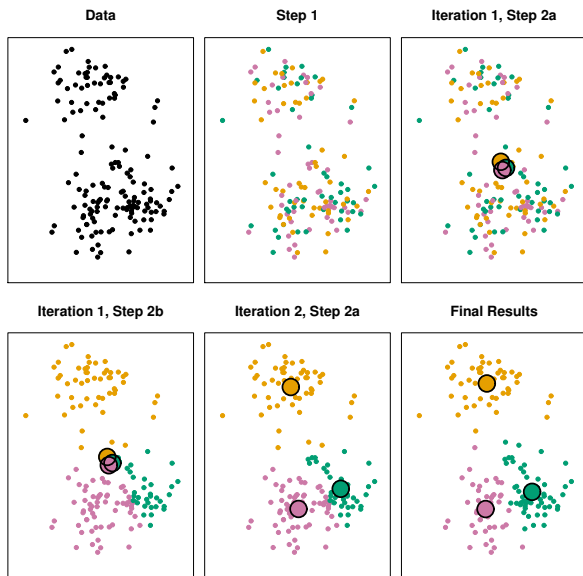 Data
Step 1
Iteration 1, Step 2a
Iteration 1, Step 2b
Iteration 2, Step 2a
Final Results